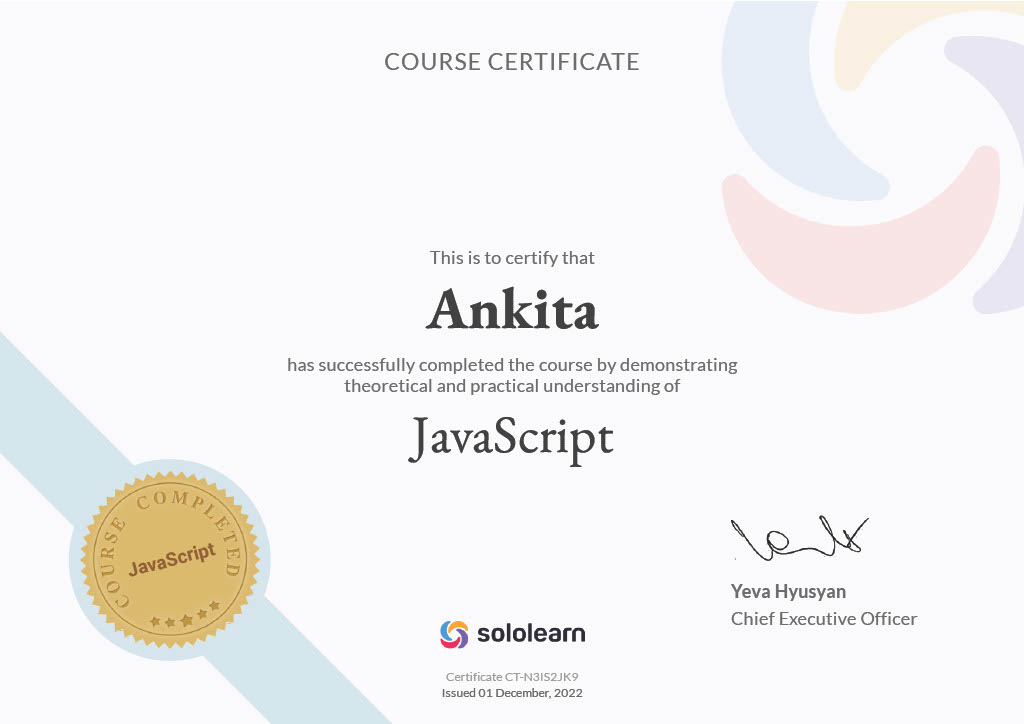 COURSE CERTIFICATE
This is to certify that
Ankita
has successfully completed the course by demonstrating
theoretical and practical understanding of
JavaScript
COURSE COMPLETED
JavaScript
Yeva Hyusyan
Chief Executive Officer
sololearn
Certificate CT-N3IS2JK9
Issued 01 December, 2022